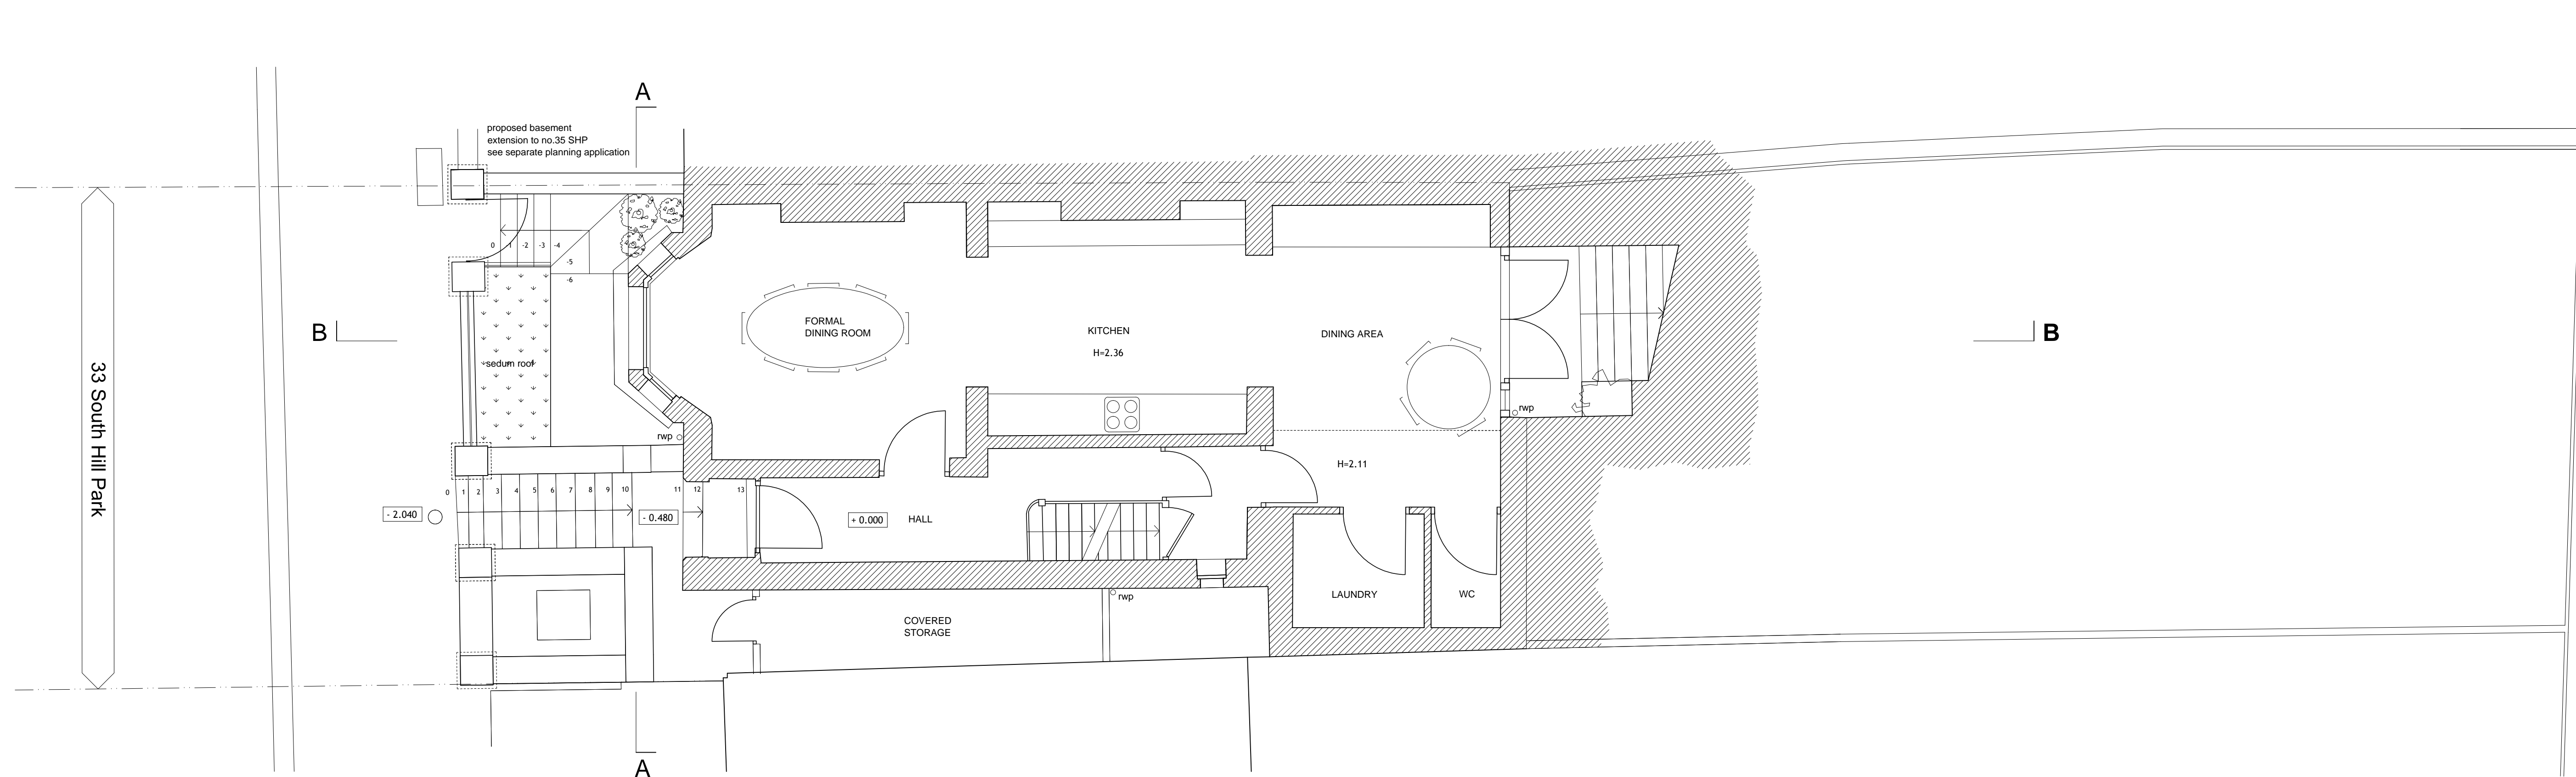 A
proposed basement
extension to no.35 SHP
see separate planning application
0 -1 -2 -3 -4
-5
-6
B
B
33 South Hill Park
sedum roof
FORMAL
DINING ROOM
KITCHEN
H=2.36
DINING AREA
rwp
rwp
H=2.11
0 1 2 3 4 5 6 7 8 9 10 11 12 13
- 2.040
- 0.480
+ 0.000
HALL
LAUNDRY
WC
rwp
COVERED
STORAGE
A